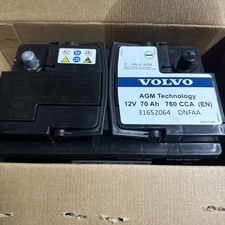 VOLVO
AGM Technology
12V 70 Ah 760 CCA (EN)
31652064 DNFAA